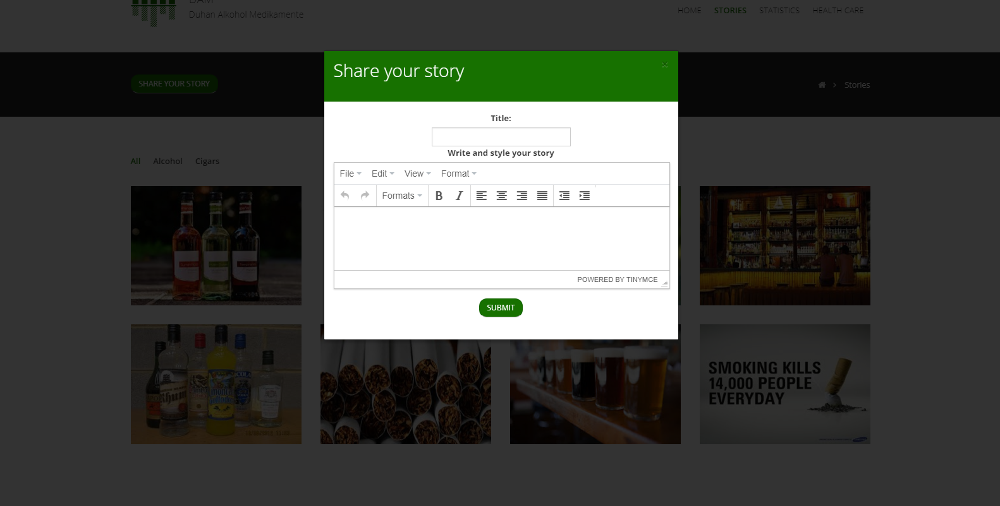 DAM
Duhan Alkohol Medikamente
HOME STORIES STATISTICS HEALTH CARE
Share your story
×
SHARE YOUR STORY
> Stories
Title:
Write and style your story
All Alcohol Cigars
File Edit View Format
Formats B I
POWERED BY TINYMCE
SUBMIT
SMOKING KILLS
14,000 PEOPLE
EVERYDAY